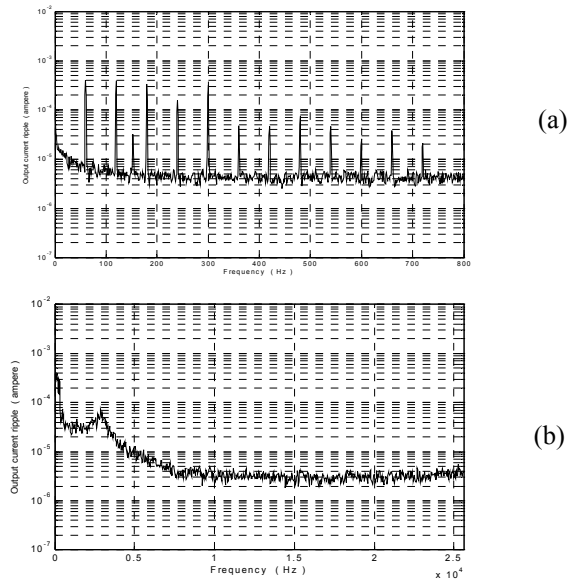 10^-2
10^-3
10^-4
10^-5
10^-6
10^-7
Output current ripple ( ampere )
0 100 200 300 400 500 600 700 800
Frequency ( Hz )
(a)
10^-2
10^-3
10^-4
10^-5
10^-6
10^-7
Output current ripple ( ampere )
0 0.5 1 1.5 2 2.5
Frequency ( Hz )
x 10^4
(b)